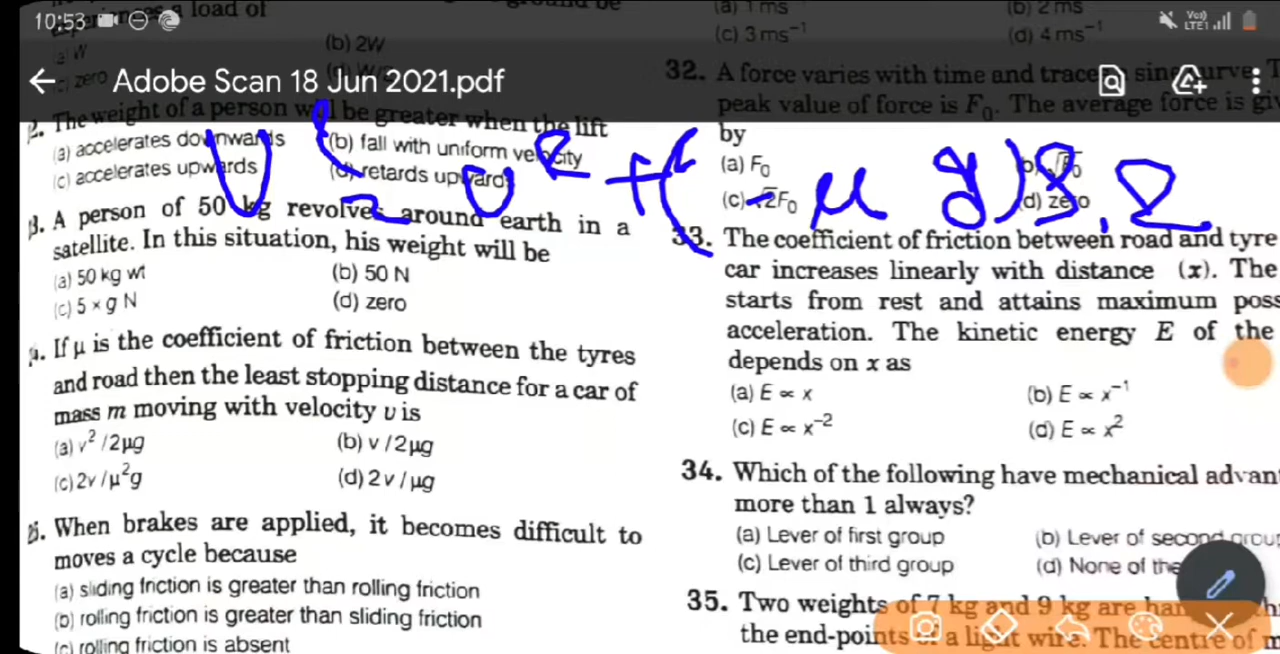 10:53
Vo))
LTE1
← Adobe Scan 18 Jun 2021.pdf
load of
(b) 2W
zero
The weight of a person will be greater when the lift
(a) accelerates downwards
(b) fall with uniform velocity
(c) accelerates upwards
retards upwards
3. A person of 50 kg revolves around earth in a
satellite. In this situation, his weight will be
(a) 50 kg wt
(b) 50 N
(c) 5 × g N
(d) zero
If μ is the coefficient of friction between the tyres
and road then the least stopping distance for a car of
mass m moving with velocity υ is
(a) v² /2μg
(b) v /2μg
(c) 2v /μ²g
(d) 2v / μg
5. When brakes are applied, it becomes difficult to
moves a cycle because
(a) sliding friction is greater than rolling friction
(b) rolling friction is greater than sliding friction
(c) rolling friction is absent
(a) 1 ms
(b) 2 ms
(c) 3 ms⁻¹
(d) 4 ms⁻¹
32. A force varies with time and traces sine curve. T
peak value of force is F₀. The average force is giv
by
(a) F₀
(c) √2F₀
(d) zero
33. The coefficient of friction between road and tyre
car increases linearly with distance (x). The
starts from rest and attains maximum poss
acceleration. The kinetic energy E of the
depends on x as
(a) E ∝ x
(b) E ∝ x⁻¹
(c) E ∝ x⁻²
(d) E ∝ x²
34. Which of the following have mechanical advan
more than 1 always?
(a) Lever of first group
(b) Lever of second grou
(c) Lever of third group
(d) None of the
35. Two weights of 7 kg and 9 kg are han
the end-points of a light wire. The centre of m